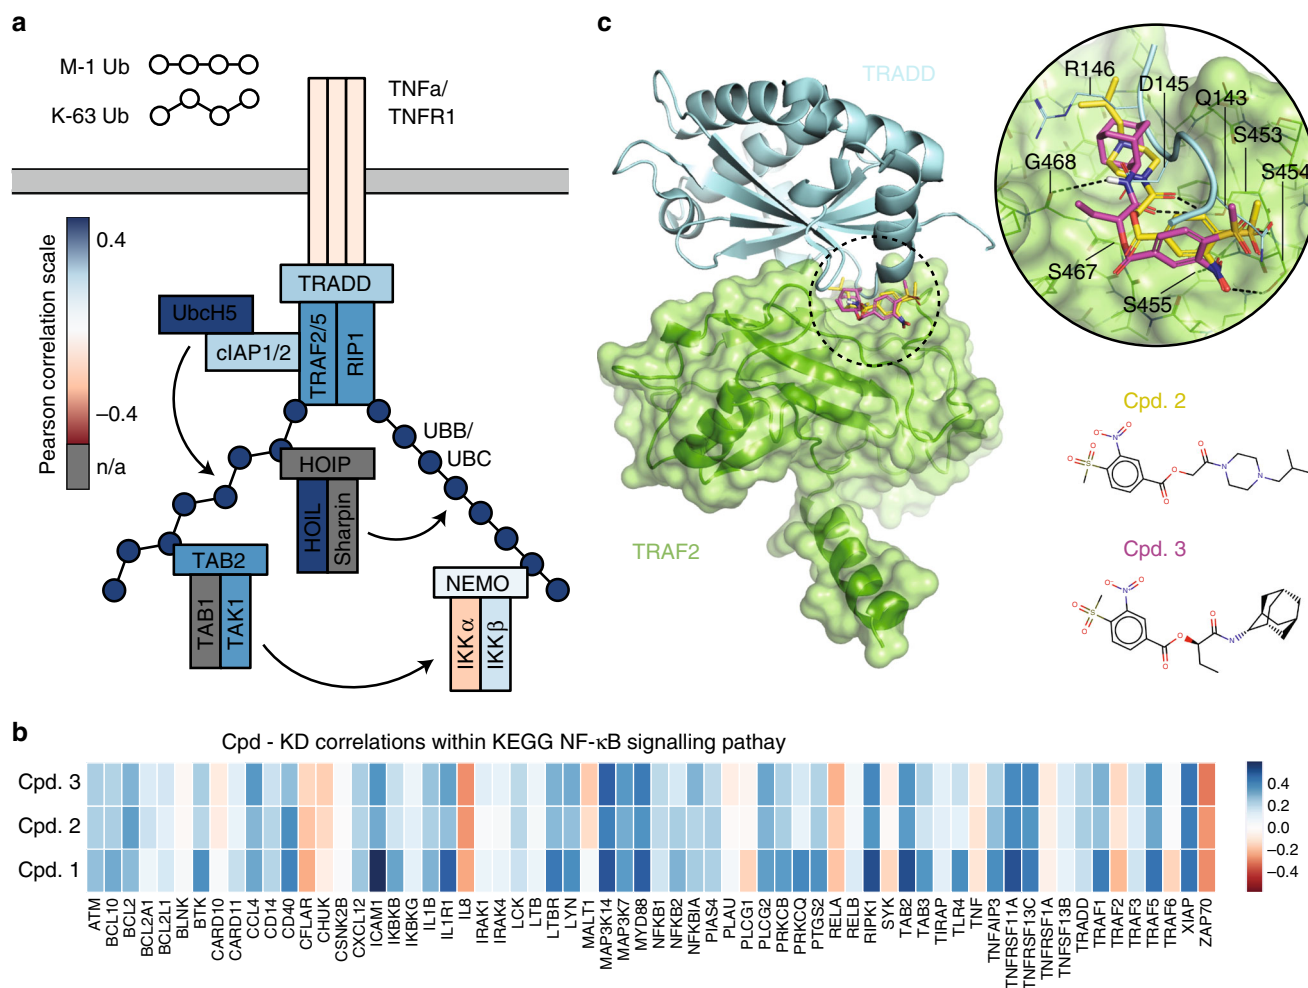 a
M-1 Ub
K-63 Ub
TNFa/
TNFR1
Pearson correlation scale
0.4
−0.4
n/a
TRADD
UbcH5
cIAP1/2
TRAF2/5
RIP1
UBB/
UBC
HOIP
HOIL
Sharpin
TAB2
TAB1
TAK1
NEMO
IKKα
IKKβ
c
TRADD
TRAF2
R146
D145
Q143
S453
S454
G468
S467
S455
Cpd. 2
O⁻
O
N⁺
O
S
O
O
O
O
N
N
Cpd. 3
O⁻
O
N⁺
O
S
O
O
O
O
N
b
Cpd - KD correlations within KEGG NF-κB signalling pathay
Cpd. 3
Cpd. 2
Cpd. 1
0.4
0.2
0.0
−0.2
−0.4
ATM
BCL10
BCL2
BCL2A1
BCL2L1
BLNK
BTK
CARD10
CARD11
CCL4
CD14
CD40
CFLAR
CHUK
CSNK2B
CXCL12
ICAM1
IKBKB
IKBKG
IL1B
IL1R1
IL8
IRAK1
IRAK4
LCK
LTB
LTBR
LYN
MALT1
MAP3K14
MAP3K7
MYD88
NFKB1
NFKB2
NFKBIA
PIAS4
PLAU
PLCG1
PLCG2
PRKCB
PRKCQ
PTGS2
RELA
RELB
RIPK1
SYK
TAB2
TAB3
TIRAP
TLR4
TNF
TNFAIP3
TNFRSF11A
TNFRSF13C
TNFRSF1A
TNFSF13B
TRADD
TRAF1
TRAF2
TRAF3
TRAF5
TRAF6
XIAP
ZAP70